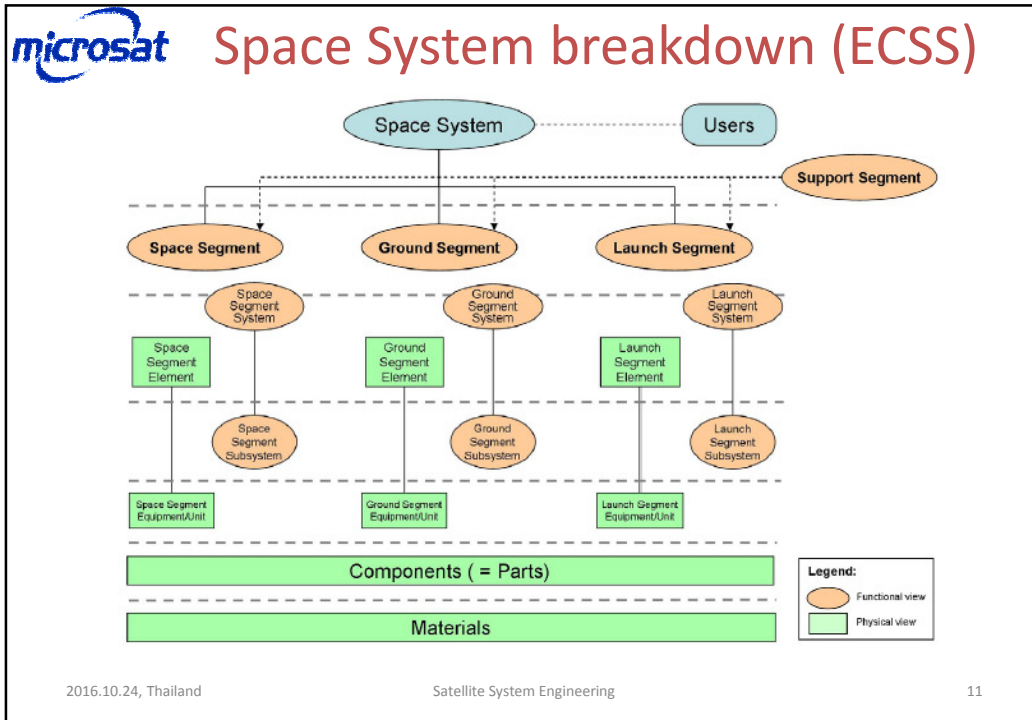 microsat
Space System breakdown (ECSS)
Space System
Users
Support Segment
Space Segment
Ground Segment
Launch Segment
Space
Segment
System
Ground
Segment
System
Launch
Segment
System
Space
Segment
Element
Ground
Segment
Element
Launch
Segment
Element
Space
Segment
Subsystem
Ground
Segment
Subsystem
Launch
Segment
Subsystem
Space Segment
Equipment/Unit
Ground Segment
Equipment/Unit
Launch Segment
Equipment/Unit
Components ( = Parts)
Materials
Legend:
Functional view
Physical view
2016.10.24, Thailand
Satellite System Engineering
11